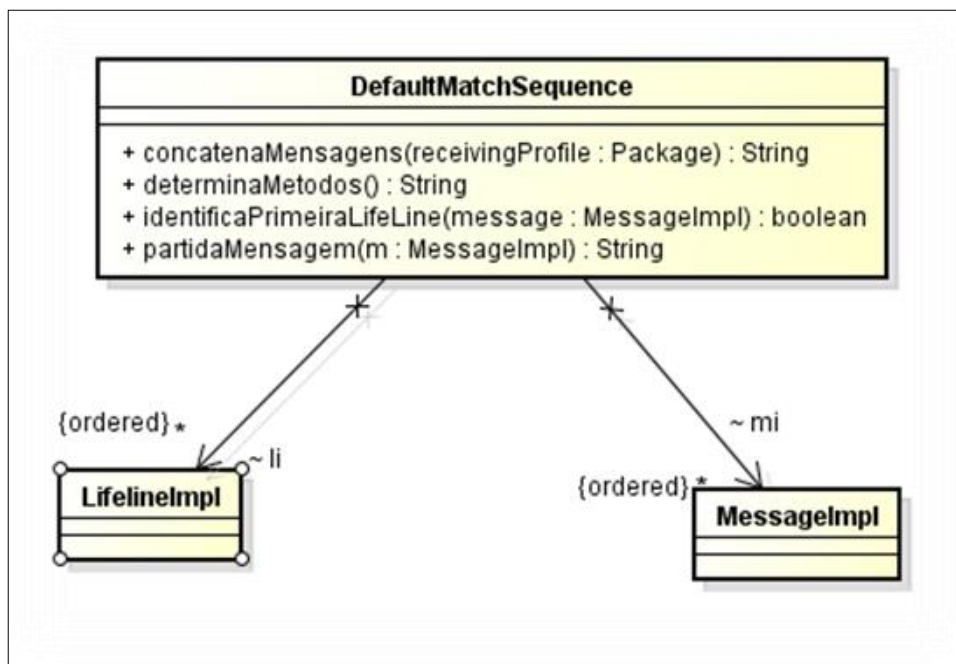 DefaultMatchSequence
+ concatenaMensagens(receivingProfile : Package) : String
+ determinaMetodos() : String
+ identificaPrimeiraLifeLine(message : MessageImpl) : boolean
+ partidaMensagem(m : MessageImpl) : String
{ordered} *
~ li
~ mi
{ordered} *
LifelineImpl
MessageImpl